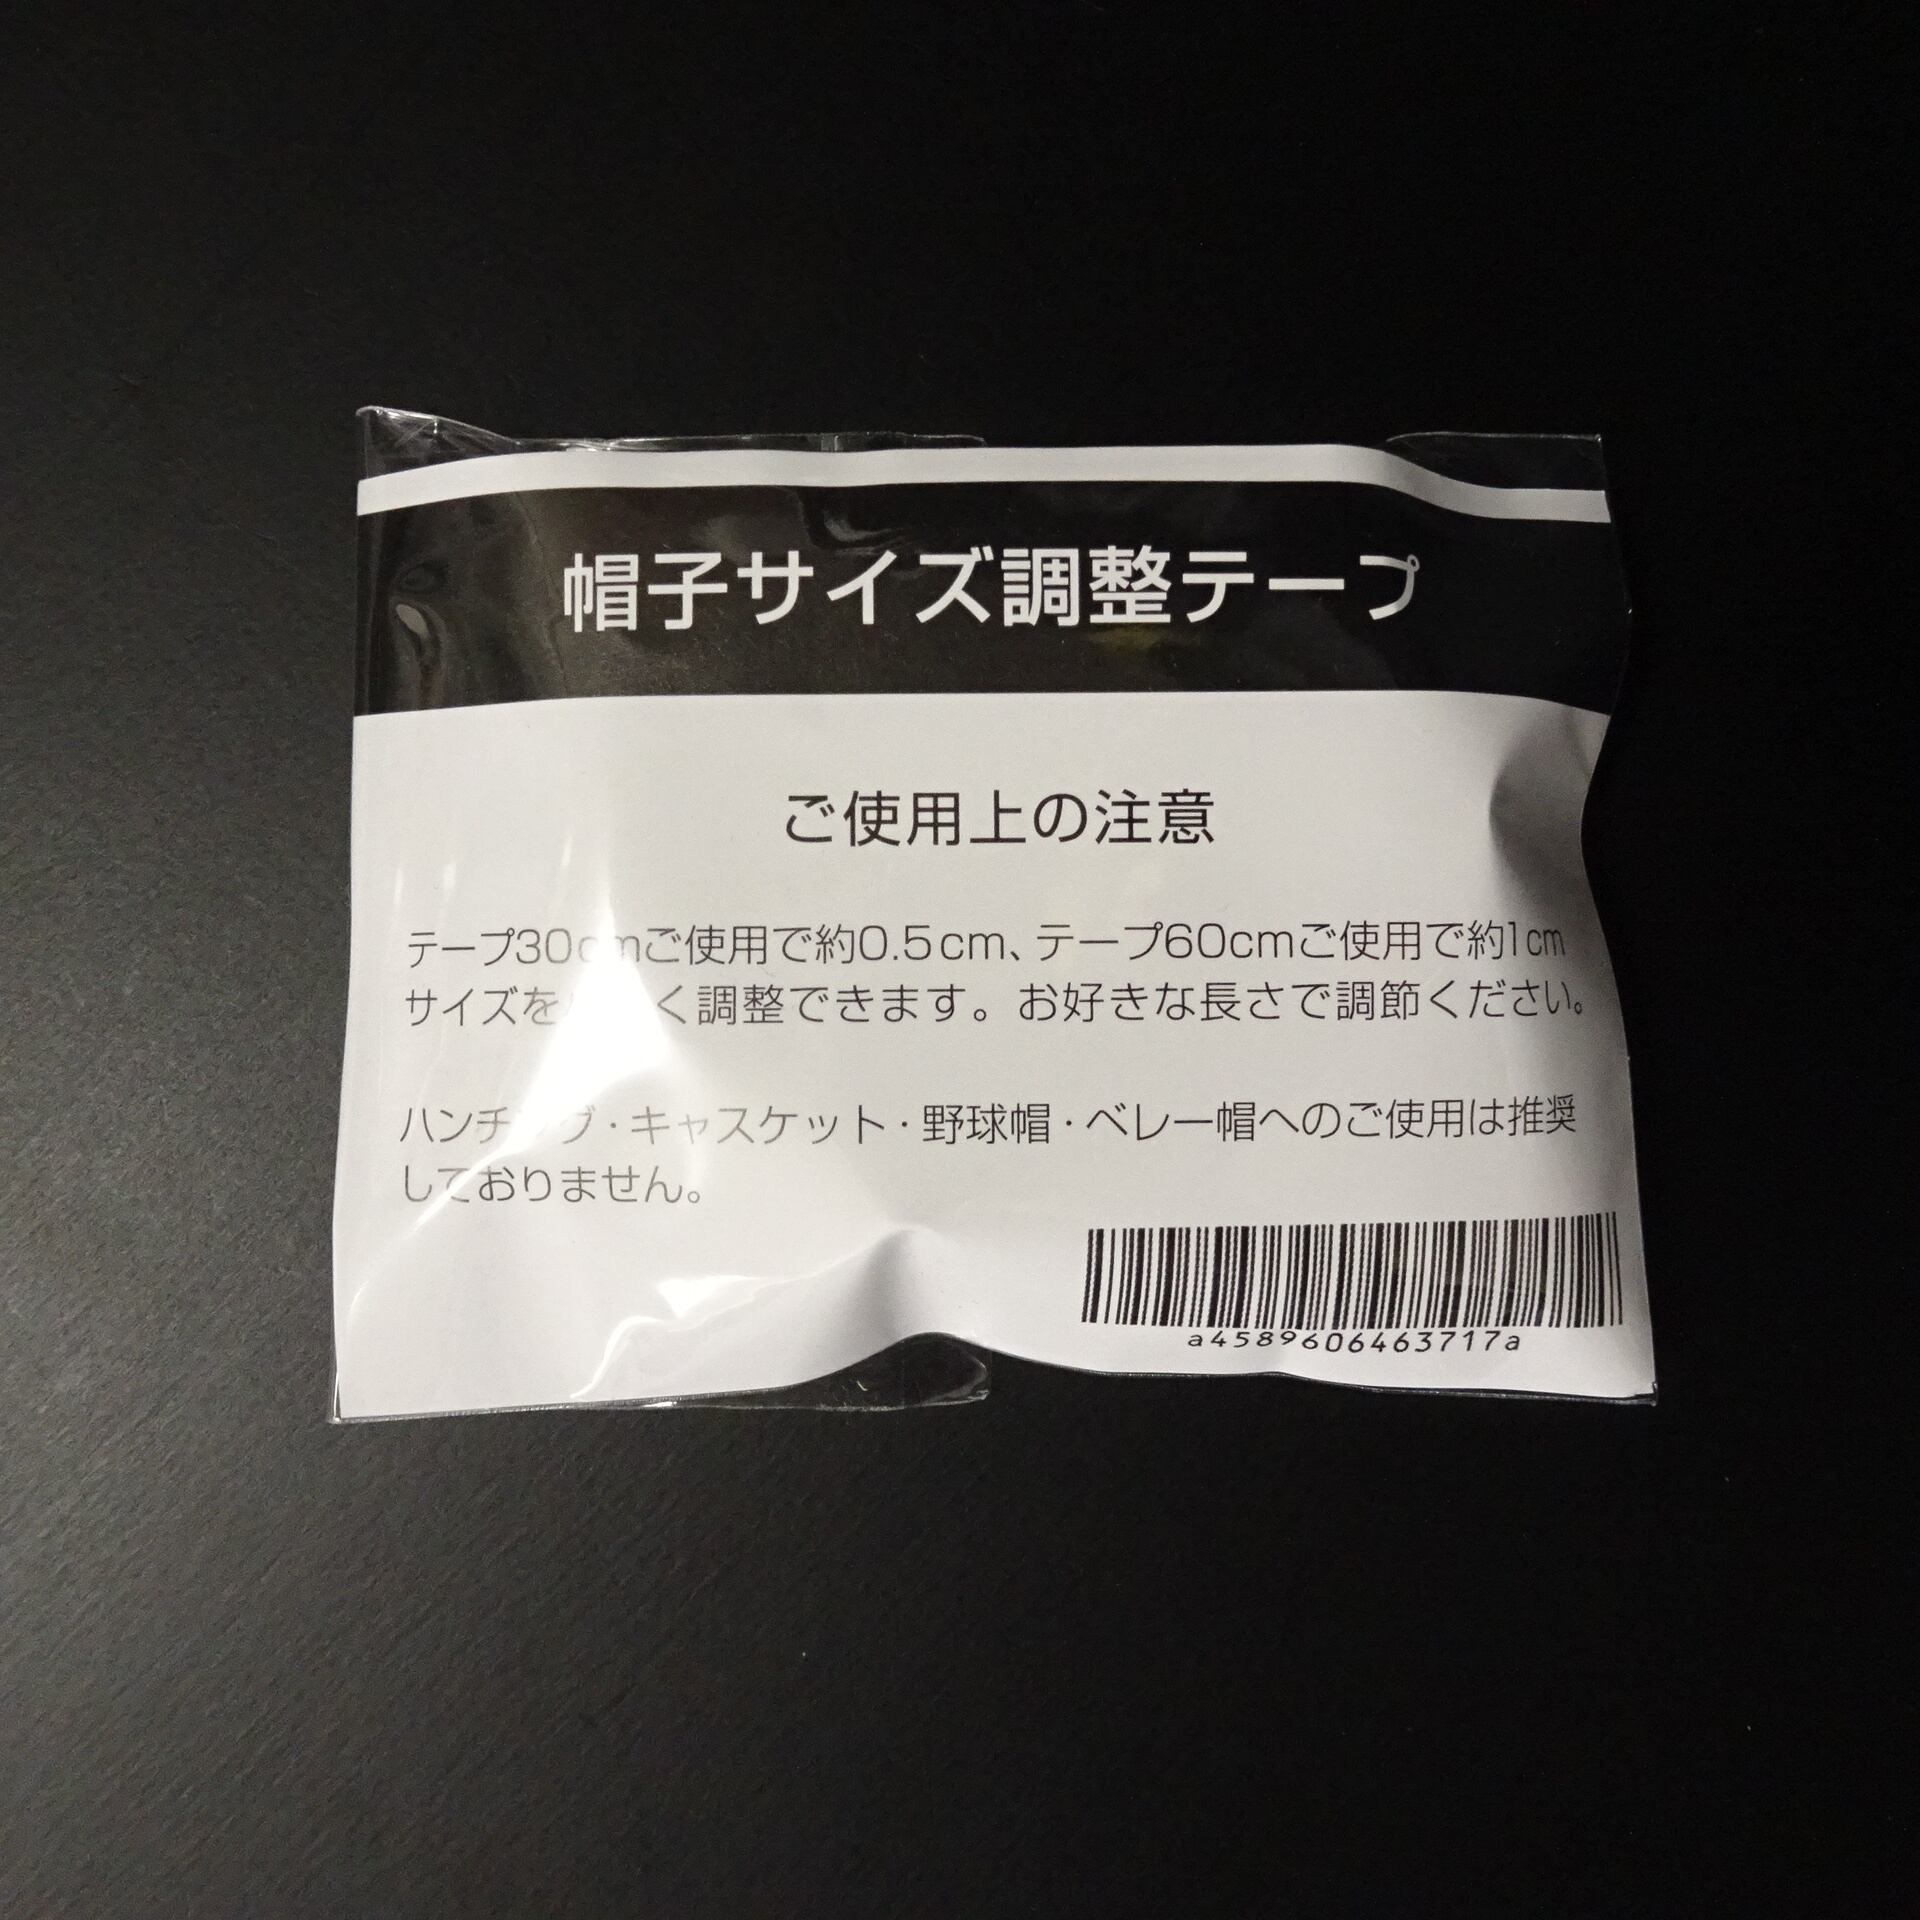 帽子サイズ調整テープ
ご使用上の注意
テープ30cmご使用で約0.5cm、テープ60cmご使用で約1cm
サイズを く調整できます。お好きな長さで調節ください。
ハンチング・キャスケット・野球帽・ベレー帽へのご使用は推奨
しておりません。
a4589606463717a